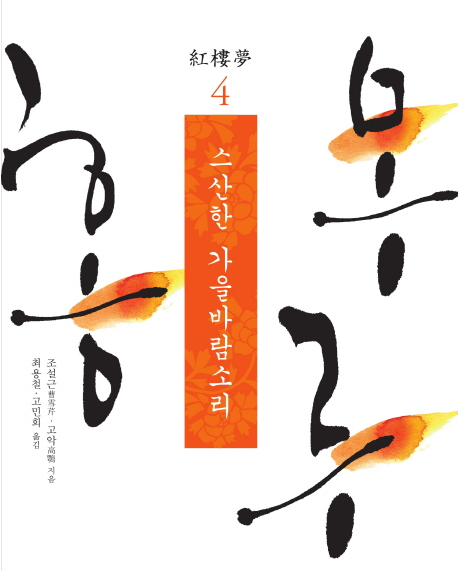 홍루몽
紅樓夢
4
스산한 가을바람소리
조설근曹雪芹·고악高鶚 지음
최용철·고민희 옮김